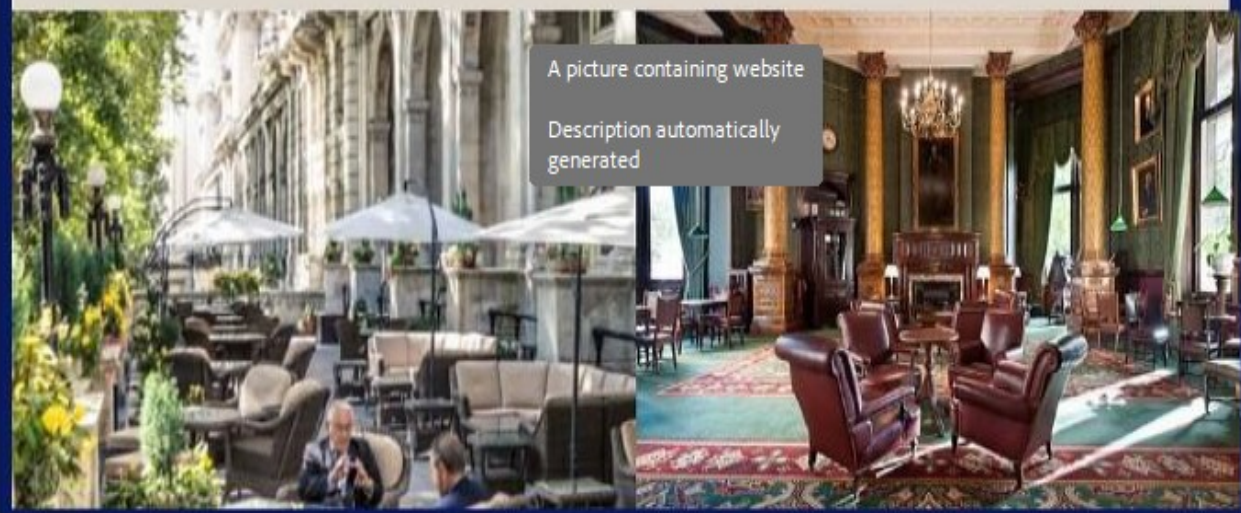 A picture containing website
Description automatically
generated